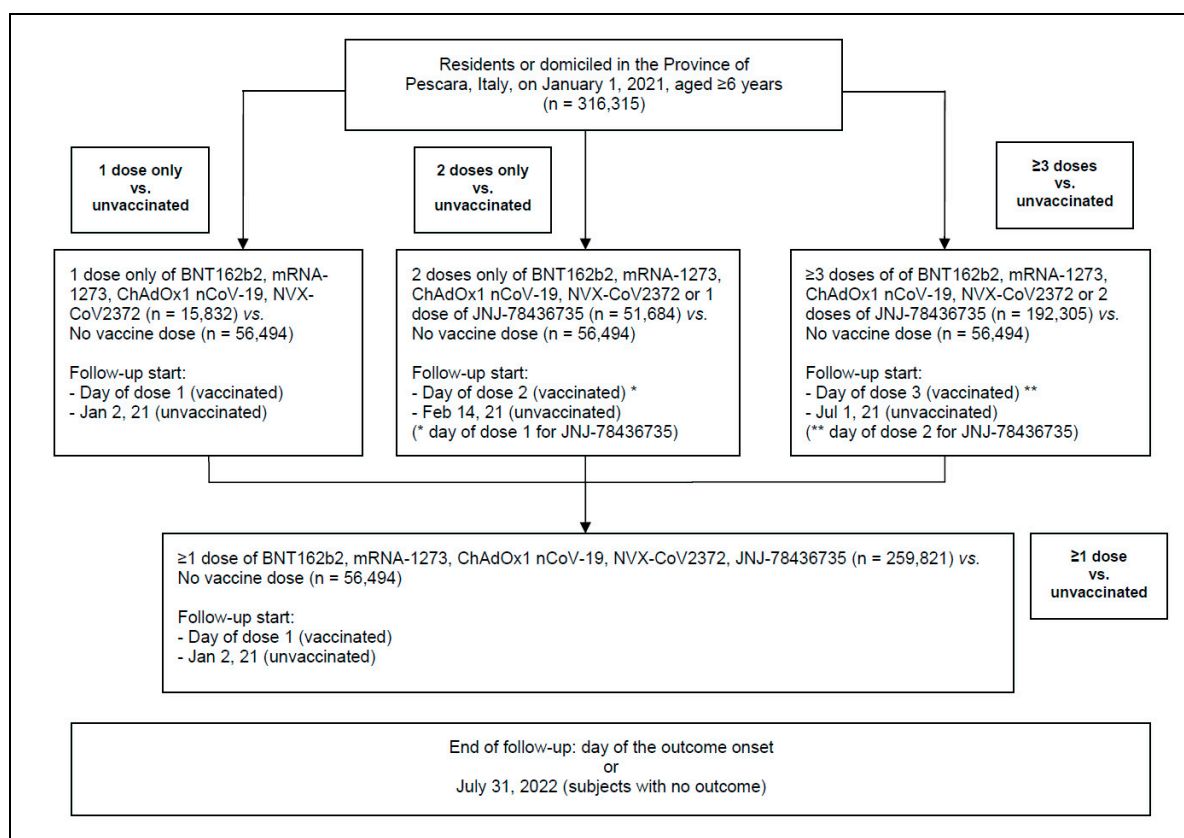 Residents or domiciled in the Province of
Pescara, Italy, on January 1, 2021, aged ≥6 years
(n = 316,315)
1 dose only
vs.
unvaccinated
2 doses only
vs.
unvaccinated
≥3 doses
vs.
unvaccinated
1 dose only of BNT162b2, mRNA-
1273, ChAdOx1 nCoV-19, NVX-
CoV2372 (n = 15,832) vs.
No vaccine dose (n = 56,494)
Follow-up start:
- Day of dose 1 (vaccinated)
- Jan 2, 21 (unvaccinated)
2 doses only of BNT162b2, mRNA-1273,
ChAdOx1 nCoV-19, NVX-CoV2372 or 1
dose of JNJ-78436735 (n = 51,684) vs.
No vaccine dose (n = 56,494)
Follow-up start:
- Day of dose 2 (vaccinated) *
- Feb 14, 21 (unvaccinated)
(* day of dose 1 for JNJ-78436735)
≥3 doses of of BNT162b2, mRNA-1273,
ChAdOx1 nCoV-19, NVX-CoV2372 or 2
doses of JNJ-78436735 (n = 192,305) vs.
No vaccine dose (n = 56,494)
Follow-up start:
- Day of dose 3 (vaccinated) **
- Jul 1, 21 (unvaccinated)
(** day of dose 2 for JNJ-78436735)
≥1 dose of BNT162b2, mRNA-1273, ChAdOx1 nCoV-19, NVX-CoV2372, JNJ-78436735 (n = 259,821) vs.
No vaccine dose (n = 56,494)
Follow-up start:
- Day of dose 1 (vaccinated)
- Jan 2, 21 (unvaccinated)
≥1 dose
vs.
unvaccinated
End of follow-up: day of the outcome onset
or
July 31, 2022 (subjects with no outcome)